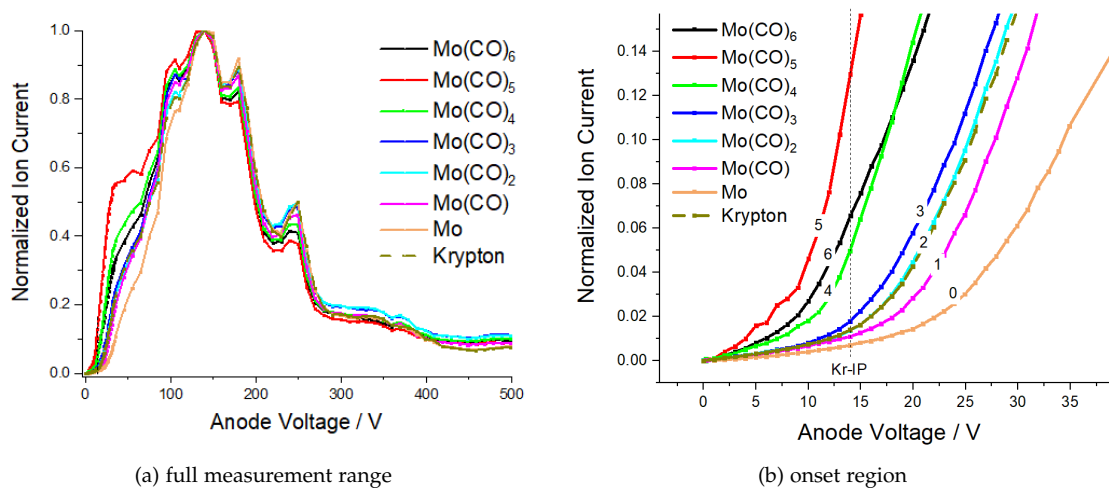 Normalized Ion Current
1.0
0.8
0.6
0.4
0.2
0.0
0
100
200
300
400
500
Anode Voltage / V
Mo(CO)6
Mo(CO)5
Mo(CO)4
Mo(CO)3
Mo(CO)2
Mo(CO)
Mo
Krypton
(a) full measurement range
Normalized Ion Current
0.14
0.12
0.10
0.08
0.06
0.04
0.02
0.00
0
5
10
15
20
25
30
35
Anode Voltage / V
Mo(CO)6
Mo(CO)5
Mo(CO)4
Mo(CO)3
Mo(CO)2
Mo(CO)
Mo
Krypton
5
6
4
3
2
1
0
Kr-IP
(b) onset region